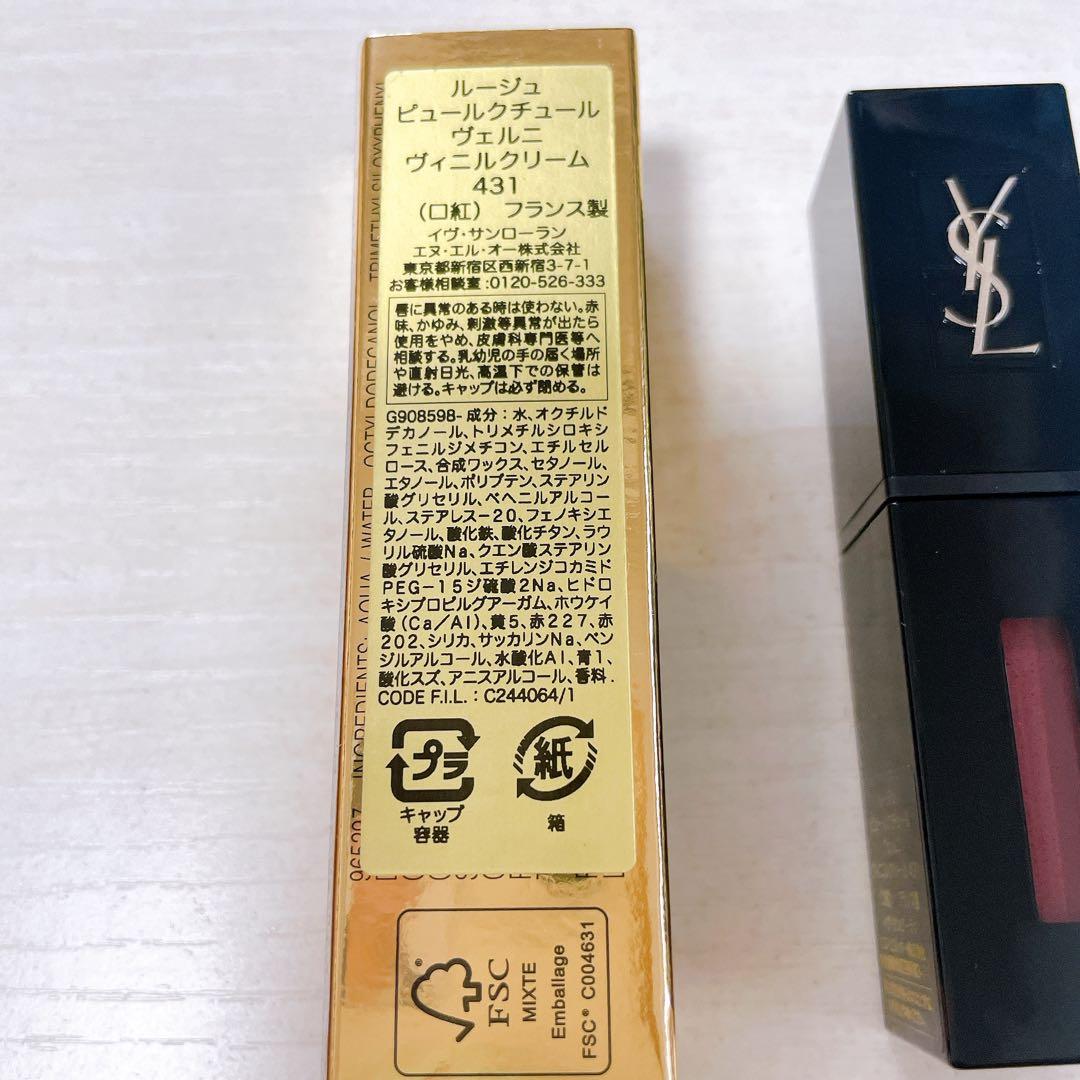 ルージュ
ピュールクチュール
ヴェルニ
ヴィニルクリーム
431
(口紅) フランス製
イヴ・サンローラン
エヌ・エル・オー株式会社
東京都新宿区西新宿3-7-1
お客様相談室:0120-526-333
唇に異常のある時は使わない。赤
味、かゆみ、刺激等異常が出たら
使用をやめ、皮膚科専門医等へ
相談する。乳幼児の手の届く場所
や直射日光、高温下での保管は
避ける。キャップは必ず閉める。
G908598- 成分:水、オクチルド
デカノール、トリメチルシロキシ
フェニルジメチコン、エチルセル
ロース、合成ワックス、セタノール、
エタノール、ポリブテン、ステアリン
酸グリセリル、ベヘニルアルコー
ル、ステアレス-20、フェノキシエ
タノール、酸化鉄、酸化チタン、ラウ
リル硫酸Na、クエン酸ステアリン
酸グリセリル、エチレンジコカミド
PEG-15ジ硫酸2Na、ヒドロ
キシプロピルグアーガム、ホウケイ
酸(Ca/Al)、黄5、赤227、赤
202、シリカ、サッカリンNa、ベン
ジルアルコール、水酸化Al、青1、
酸化スズ、アニスアルコール、香料.
CODE F.I.L. : C244064/1
プラ
キャップ
容器
紙
箱
FSC
MIXTE
Emballage
FSC® C004631
INGREDIENTS: AQUA / WATER, OCTYLDODECANOL,
YSL